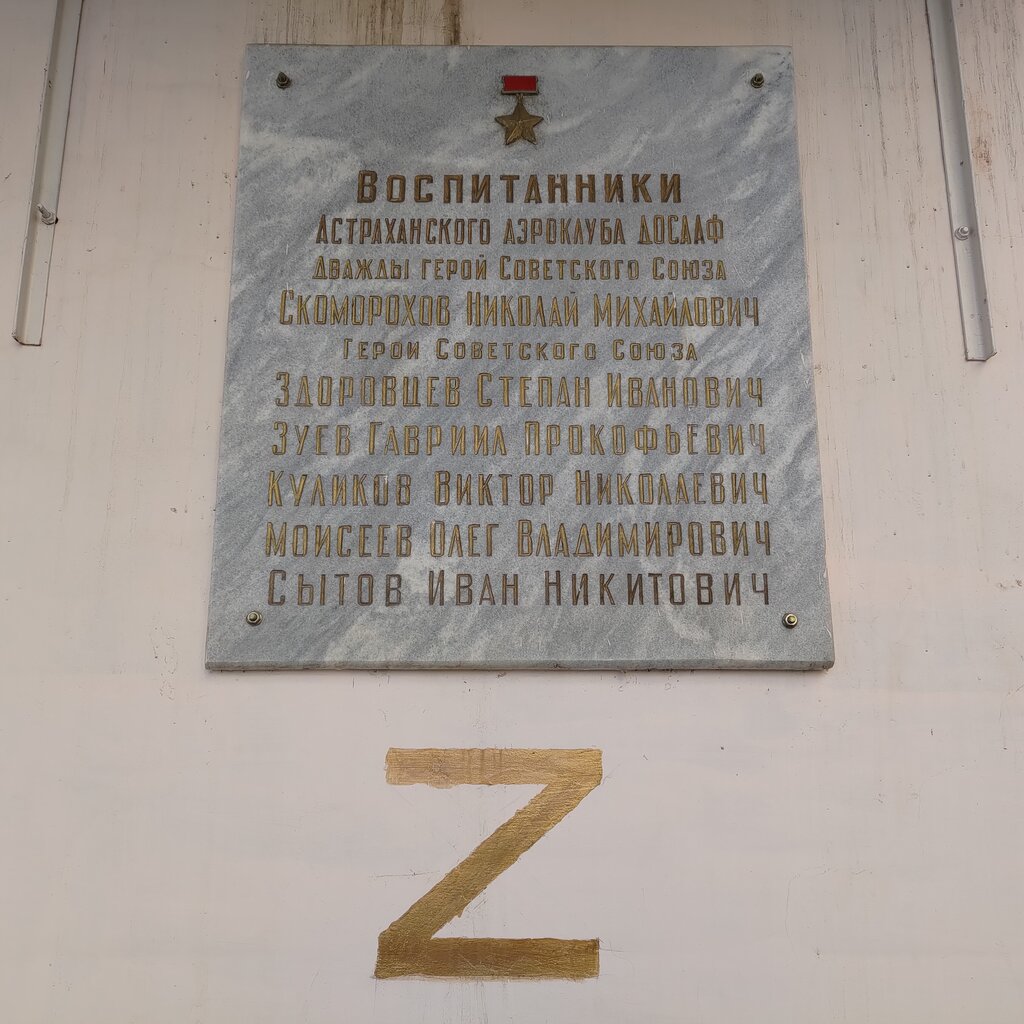 Воспитанники
Астраханского аэроклуба ДОСААФ
дважды герой Советского Союза
Скоморохов Николай Михайлович
Герои Советского Союза
Здоровцев Степан Иванович
Зуев Гавриил Прокофьевич
Куликов Виктор Николаевич
Моисеев Олег Владимирович
Сытов Иван Никитович
Z